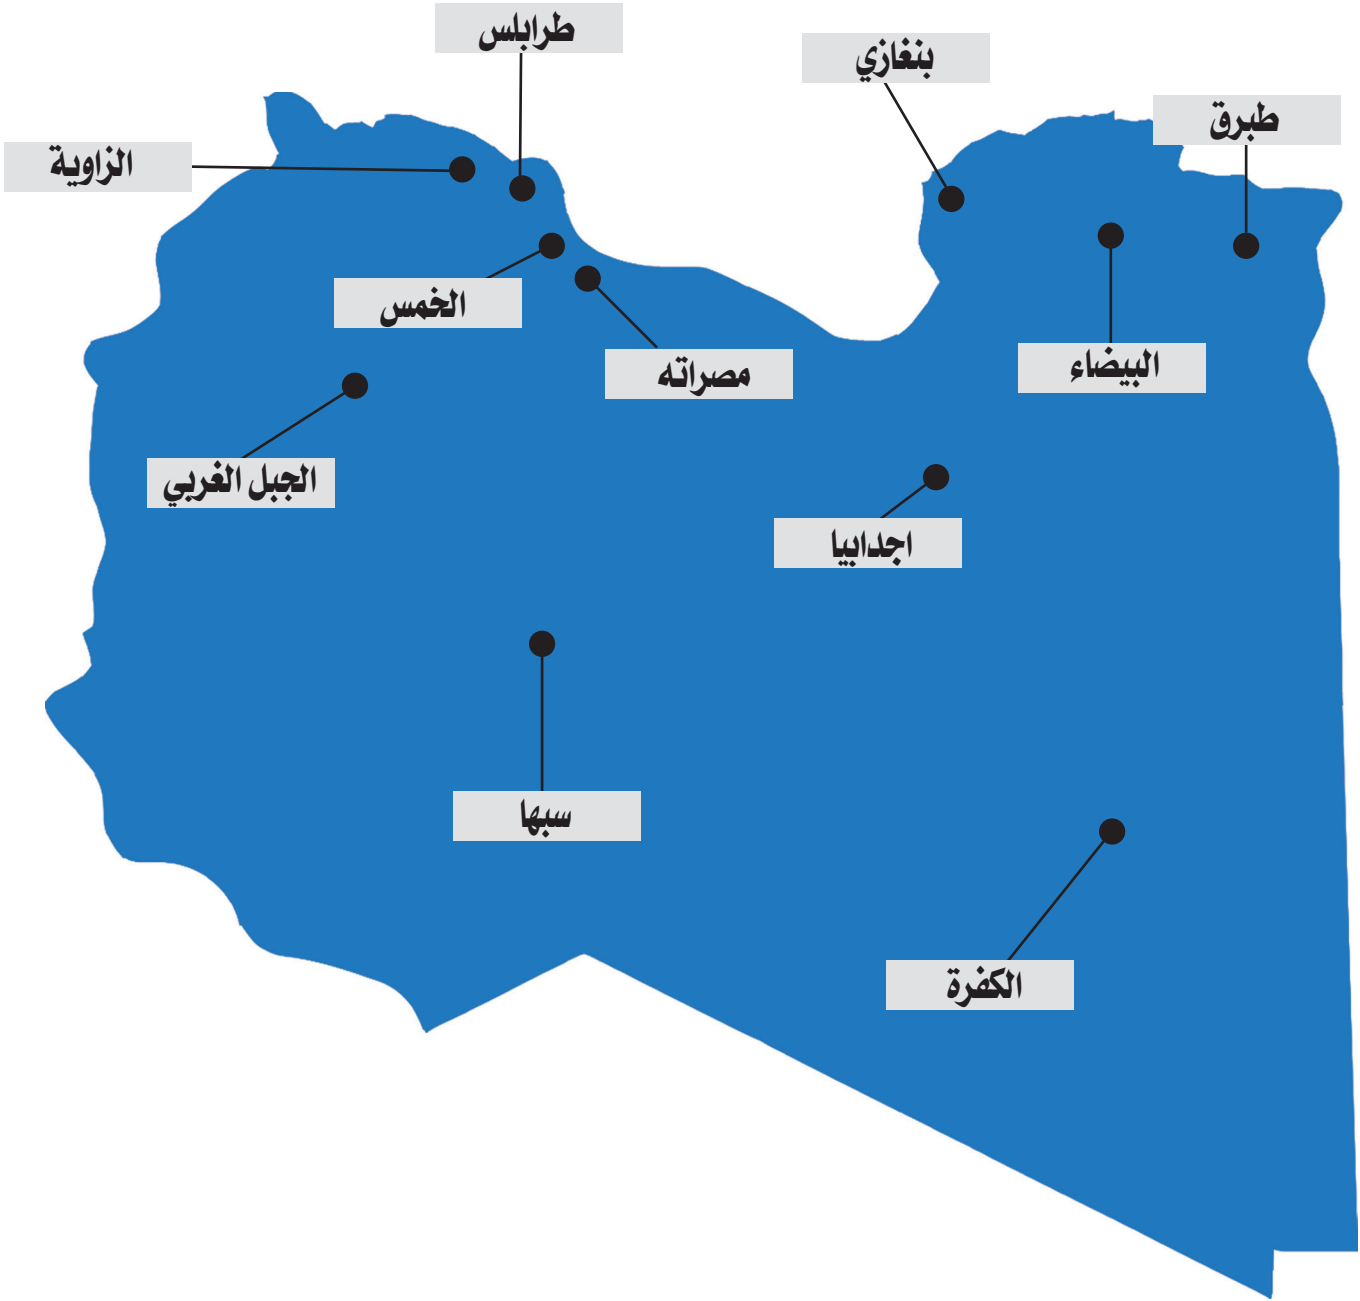 طرابلس
بنغازي
طبرق
الزاوية
الخمس
مصراته
البيضاء
الجبل الغربي
اجدابيا
سبها
الكفرة